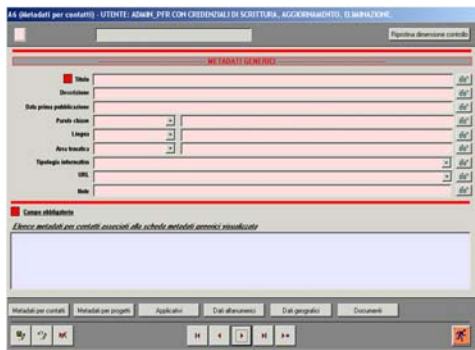 A6 (Metadati per contatti) - UTENTE: ADMIN_PFR CON CREDENZIALI DI SCRITTURA, AGGIORNAMENTO, ELIMINAZIONE.
Ripristina dimensione controllo
METADATI GENERICI
Titolo
Descrizione
Data prima pubblicazione
Parole chiave
Lingua
Area tematica
Tipologia informativa
URL
Note
Campo obbligatorio
Elenco metadati per contatti associati alla scheda metadati generici visualizzata
Metadati per contatti Metadati per progetti Applicativi Dati alfanumerici Dati geografici Documenti